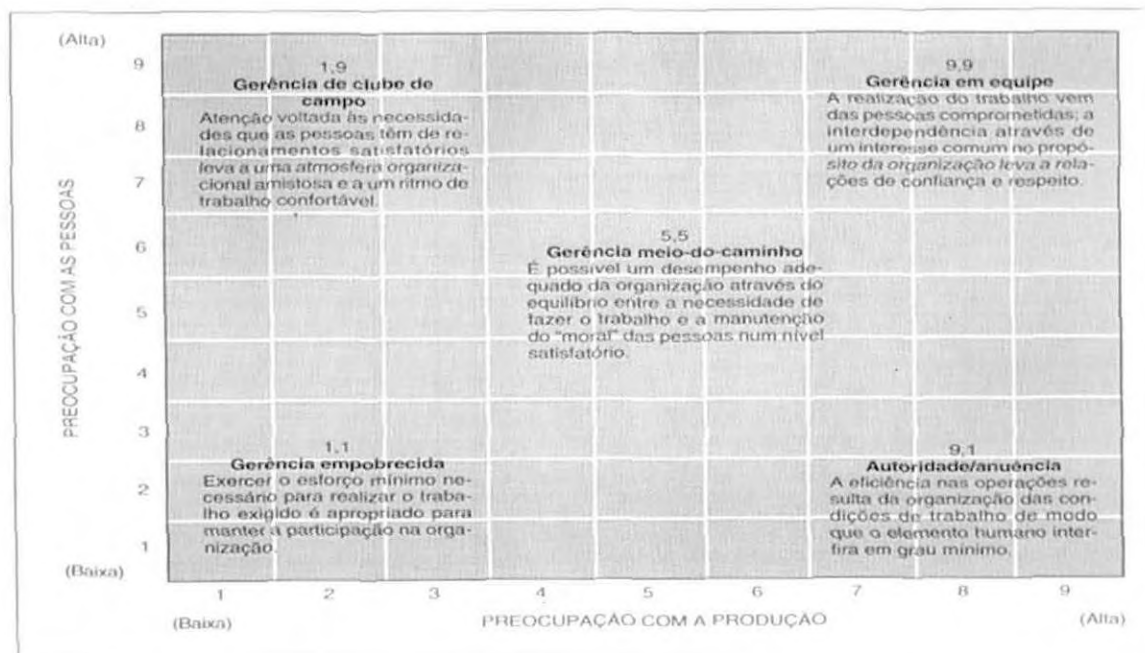 (Alta)
9
8
7
6
5
4
3
2
1
(Baixa)
PREOCUPAÇÃO COM AS PESSOAS
1,9
Gerência de clube de
campo
Atenção voltada às necessida-
des que as pessoas têm de re-
lacionamentos satisfatórios
leva a uma atmosfera organiza-
cional amistosa e a um ritmo de
trabalho confortável.
9,9
Gerência em equipe
A realização do trabalho vem
das pessoas comprometidas; a
interdependência através de
um interesse comum no propó-
sito da organização leva a rela-
ções de confiança e respeito.
5,5
Gerência meio-do-caminho
É possível um desempenho ade-
quado da organização através do
equilíbrio entre a necessidade de
fazer o trabalho e a manutenção
do "moral" das pessoas num nível
satisfatório.
1,1
Gerência empobrecida
Exercer o esforço mínimo ne-
cessário para realizar o traba-
lho exigido é apropriado para
manter a participação na orga-
nização.
9,1
Autoridade/anuência
A eficiência nas operações re-
sulta da organização das con-
dições de trabalho de modo
que o elemento humano inter-
fira em grau mínimo.
1 2 3 4 5 6 7 8 9
(Baixa) PREOCUPAÇÃO COM A PRODUÇÃO (Alta)